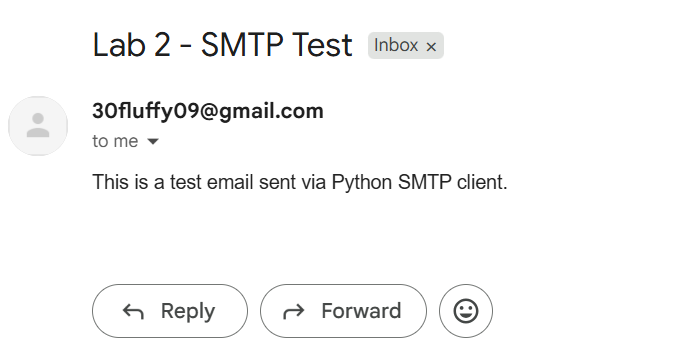 Lab 2 - SMTP Test Inbox ×
30fluffy09@gmail.com
to me
This is a test email sent via Python SMTP client.
Reply Forward